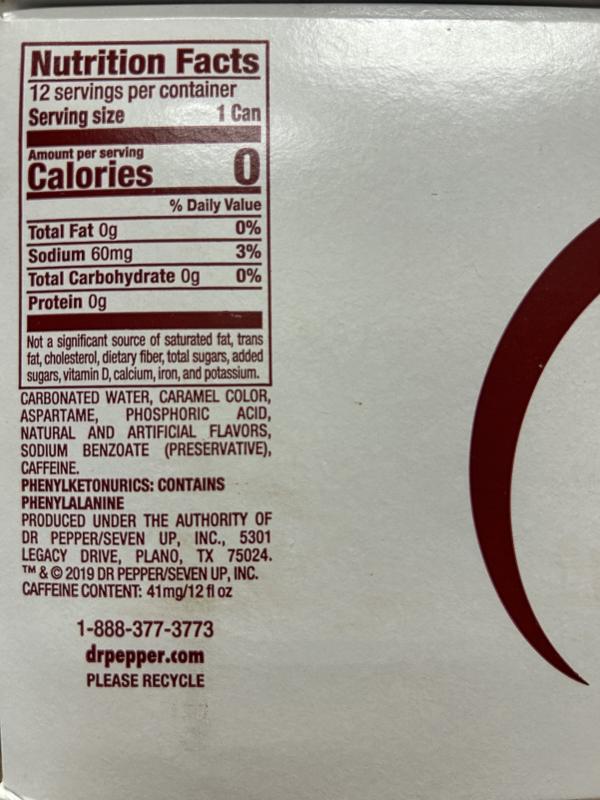 Nutrition Facts
12 servings per container
Serving size 1 Can
Amount per serving
Calories 0
% Daily Value
Total Fat 0g 0%
Sodium 60mg 3%
Total Carbohydrate 0g 0%
Protein 0g
Not a significant source of saturated fat, trans
fat, cholesterol, dietary fiber, total sugars, added
sugars, vitamin D, calcium, iron, and potassium.
CARBONATED WATER, CARAMEL COLOR,
ASPARTAME, PHOSPHORIC ACID,
NATURAL AND ARTIFICIAL FLAVORS,
SODIUM BENZOATE (PRESERVATIVE),
CAFFEINE.
PHENYLKETONURICS: CONTAINS
PHENYLALANINE
PRODUCED UNDER THE AUTHORITY OF
DR PEPPER/SEVEN UP, INC., 5301
LEGACY DRIVE, PLANO, TX 75024.
™ & © 2019 DR PEPPER/SEVEN UP, INC.
CAFFEINE CONTENT: 41mg/12 fl oz
1-888-377-3773
drpepper.com
PLEASE RECYCLE